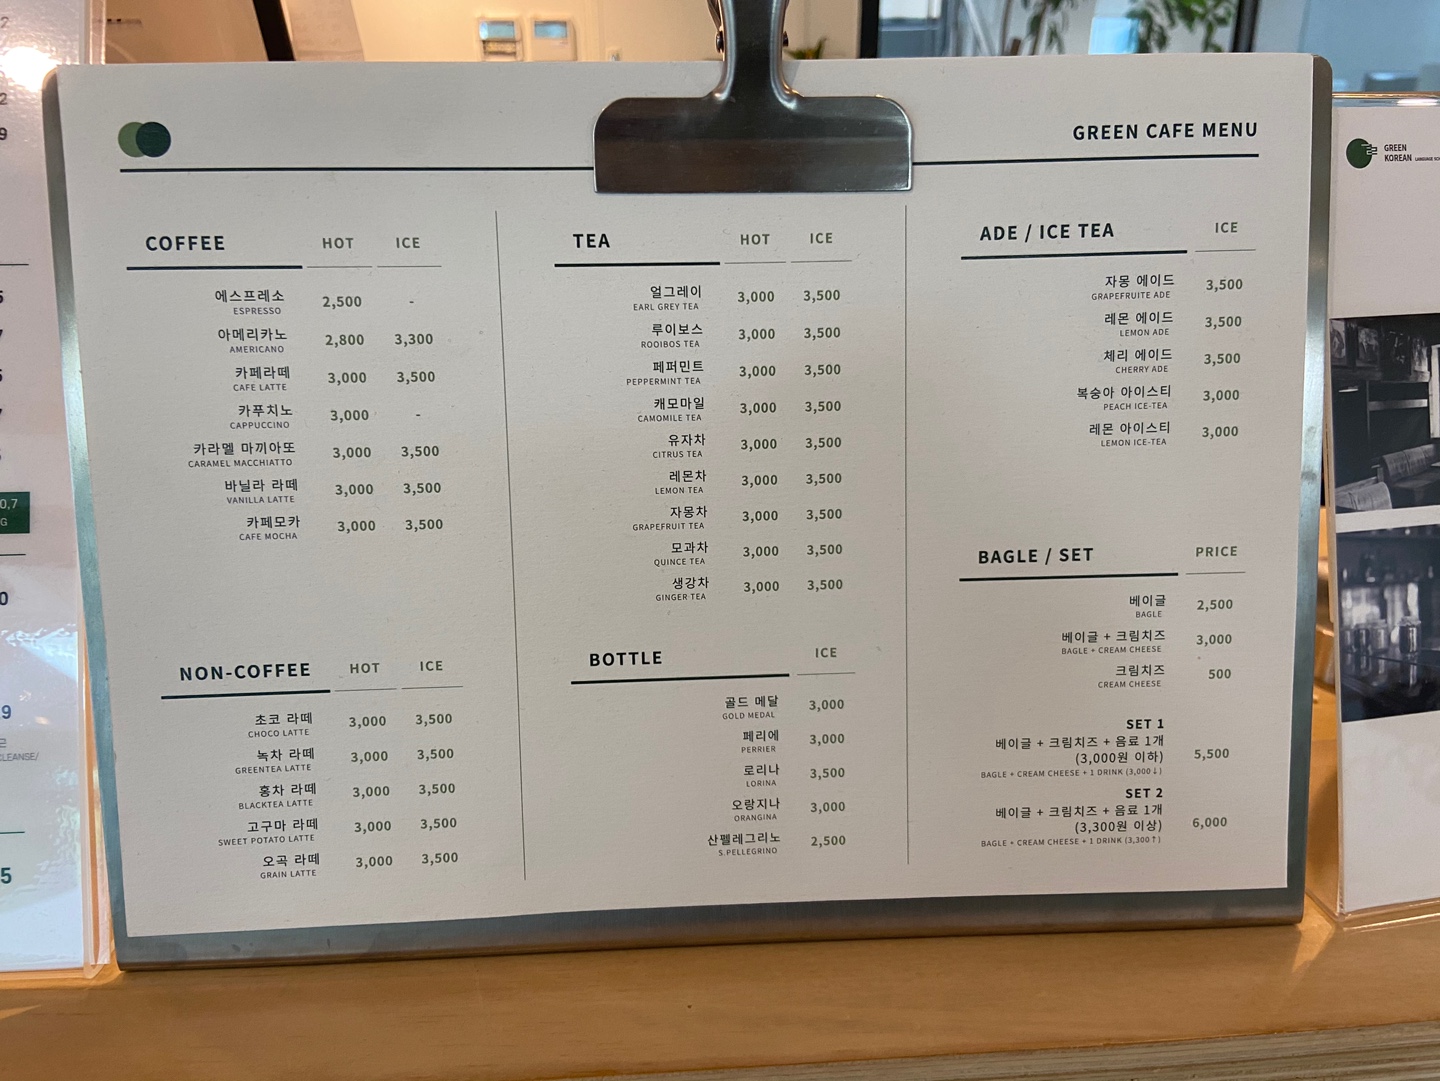 GREEN CAFE MENU
COFFEE HOT ICE
에스프레소 2,500 -
ESPRESSO
아메리카노 2,800 3,300
AMERICANO
카페라떼 3,000 3,500
CAFE LATTE
카푸치노 3,000 -
CAPPUCCINO
카라멜 마끼아또 3,000 3,500
CARAMEL MACCHIATTO
바닐라 라떼 3,000 3,500
VANILLA LATTE
카페모카 3,000 3,500
CAFE MOCHA
NON-COFFEE HOT ICE
초코 라떼 3,000 3,500
CHOCO LATTE
녹차 라떼 3,000 3,500
GREENTEA LATTE
홍차 라떼 3,000 3,500
BLACKTEA LATTE
고구마 라떼 3,000 3,500
SWEET POTATO LATTE
오곡 라떼 3,000 3,500
GRAIN LATTE
TEA HOT ICE
얼그레이 3,000 3,500
EARL GREY TEA
루이보스 3,000 3,500
ROOIBOS TEA
페퍼민트 3,000 3,500
PEPPERMINT TEA
캐모마일 3,000 3,500
CAMOMILE TEA
유자차 3,000 3,500
CITRUS TEA
레몬차 3,000 3,500
LEMON TEA
자몽차 3,000 3,500
GRAPEFRUIT TEA
모과차 3,000 3,500
QUINCE TEA
생강차 3,000 3,500
GINGER TEA
BOTTLE ICE
골드 메달 3,000
GOLD MEDAL
페리에 3,000
PERRIER
로리나 3,500
LORINA
오랑지나 3,000
ORANGINA
산펠레그리노 2,500
S.PELLEGRINO
ADE / ICE TEA ICE
자몽 에이드 3,500
GRAPEFRUITE ADE
레몬 에이드 3,500
LEMON ADE
체리 에이드 3,500
CHERRY ADE
복숭아 아이스티 3,000
PEACH ICE-TEA
레몬 아이스티 3,000
LEMON ICE-TEA
BAGLE / SET PRICE
베이글 2,500
BAGLE
베이글 + 크림치즈 3,000
BAGLE + CREAM CHEESE
크림치즈 500
CREAM CHEESE
SET 1
베이글 + 크림치즈 + 음료 1개
(3,000원 이하) 5,500
BAGLE + CREAM CHEESE + 1 DRINK (3,000↓)
SET 2
베이글 + 크림치즈 + 음료 1개
(3,300원 이상) 6,000
BAGLE + CREAM CHEESE + 1 DRINK (3,300↑)
GREEN
KOREAN
0,7
G
CLEANSE/